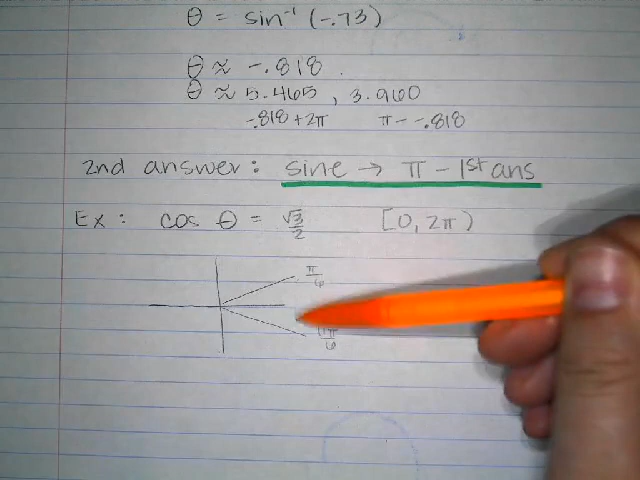 θ = sin⁻¹ (-.73)
θ ≈ -.818
θ ≈ 5.465 , 3.960
-.818+2π π - -.818
2nd answer: sine → π - 1st ans
Ex: cos θ = √3/2 [0, 2π)
π/6
11π/6